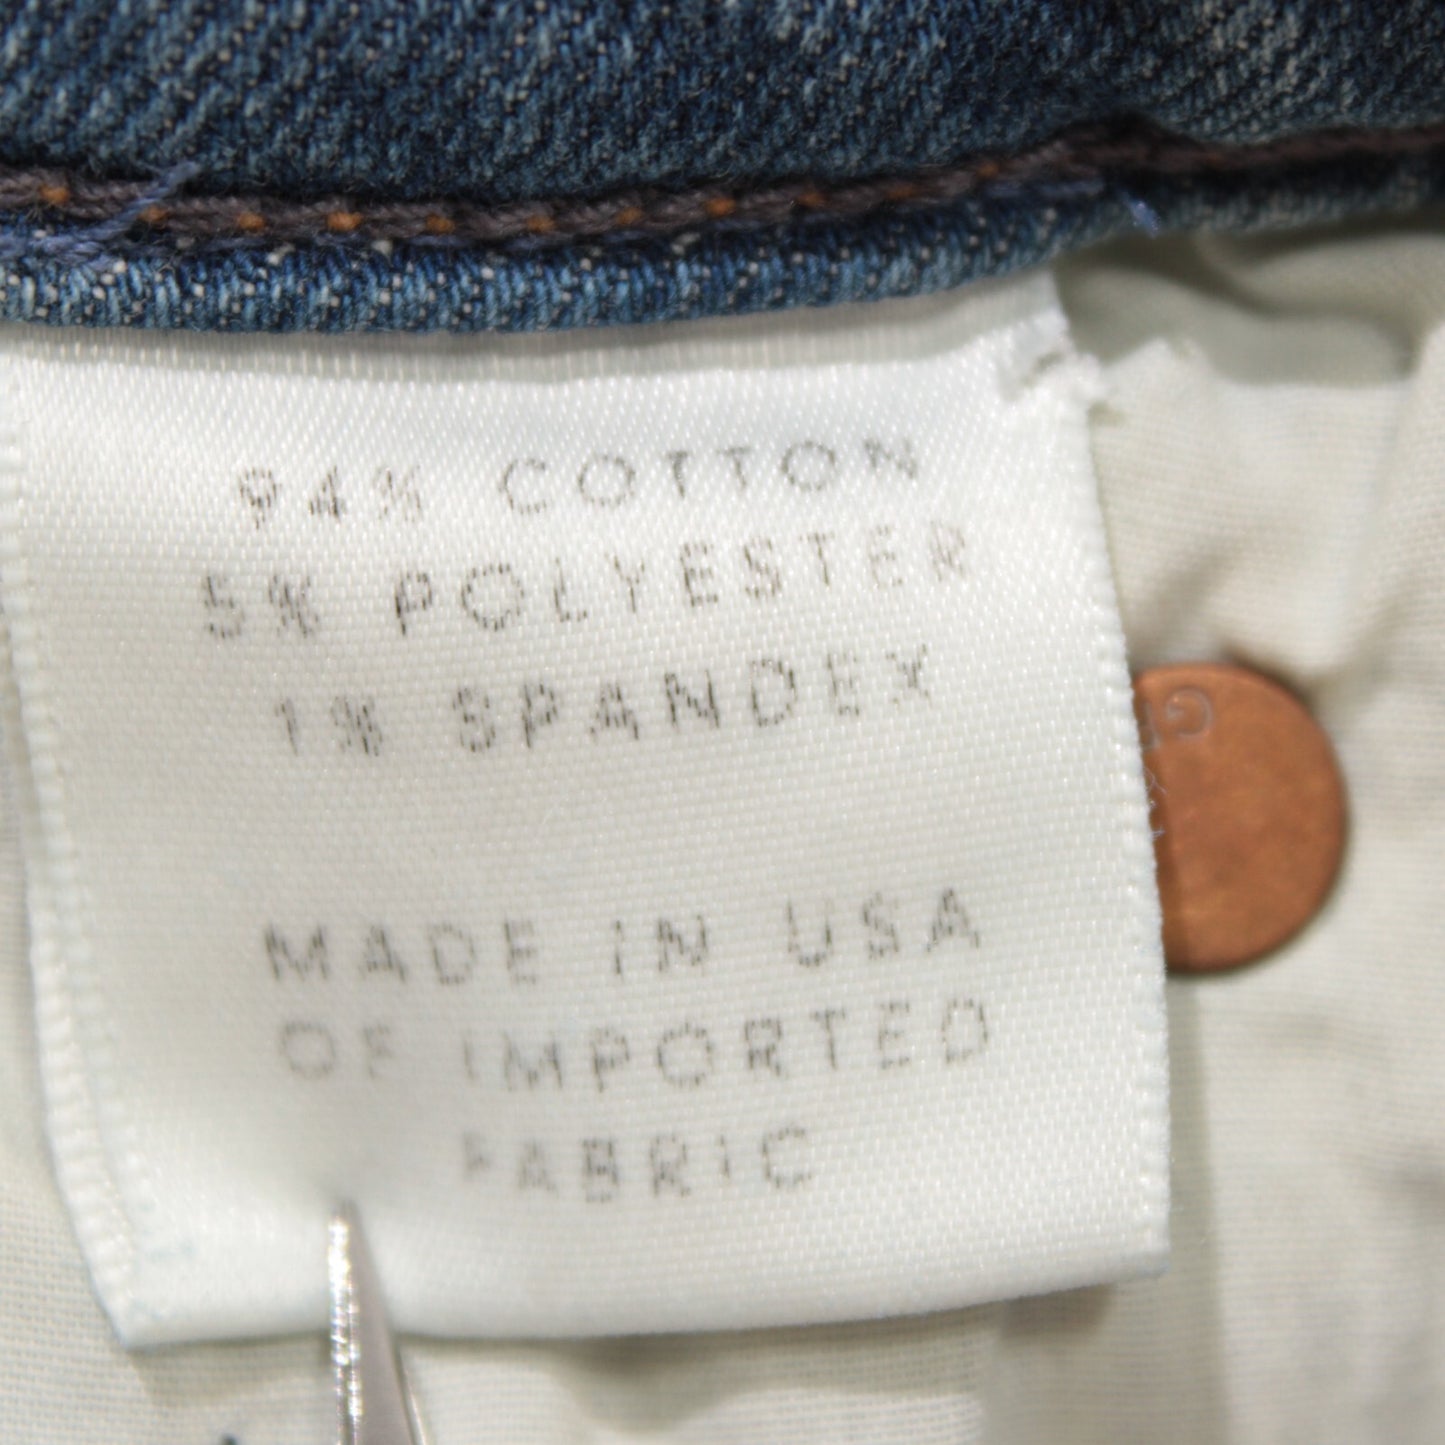 94% COTTON
5% POLYESTER
1% SPANDEX
MADE IN USA
OF IMPORTED
FABRIC